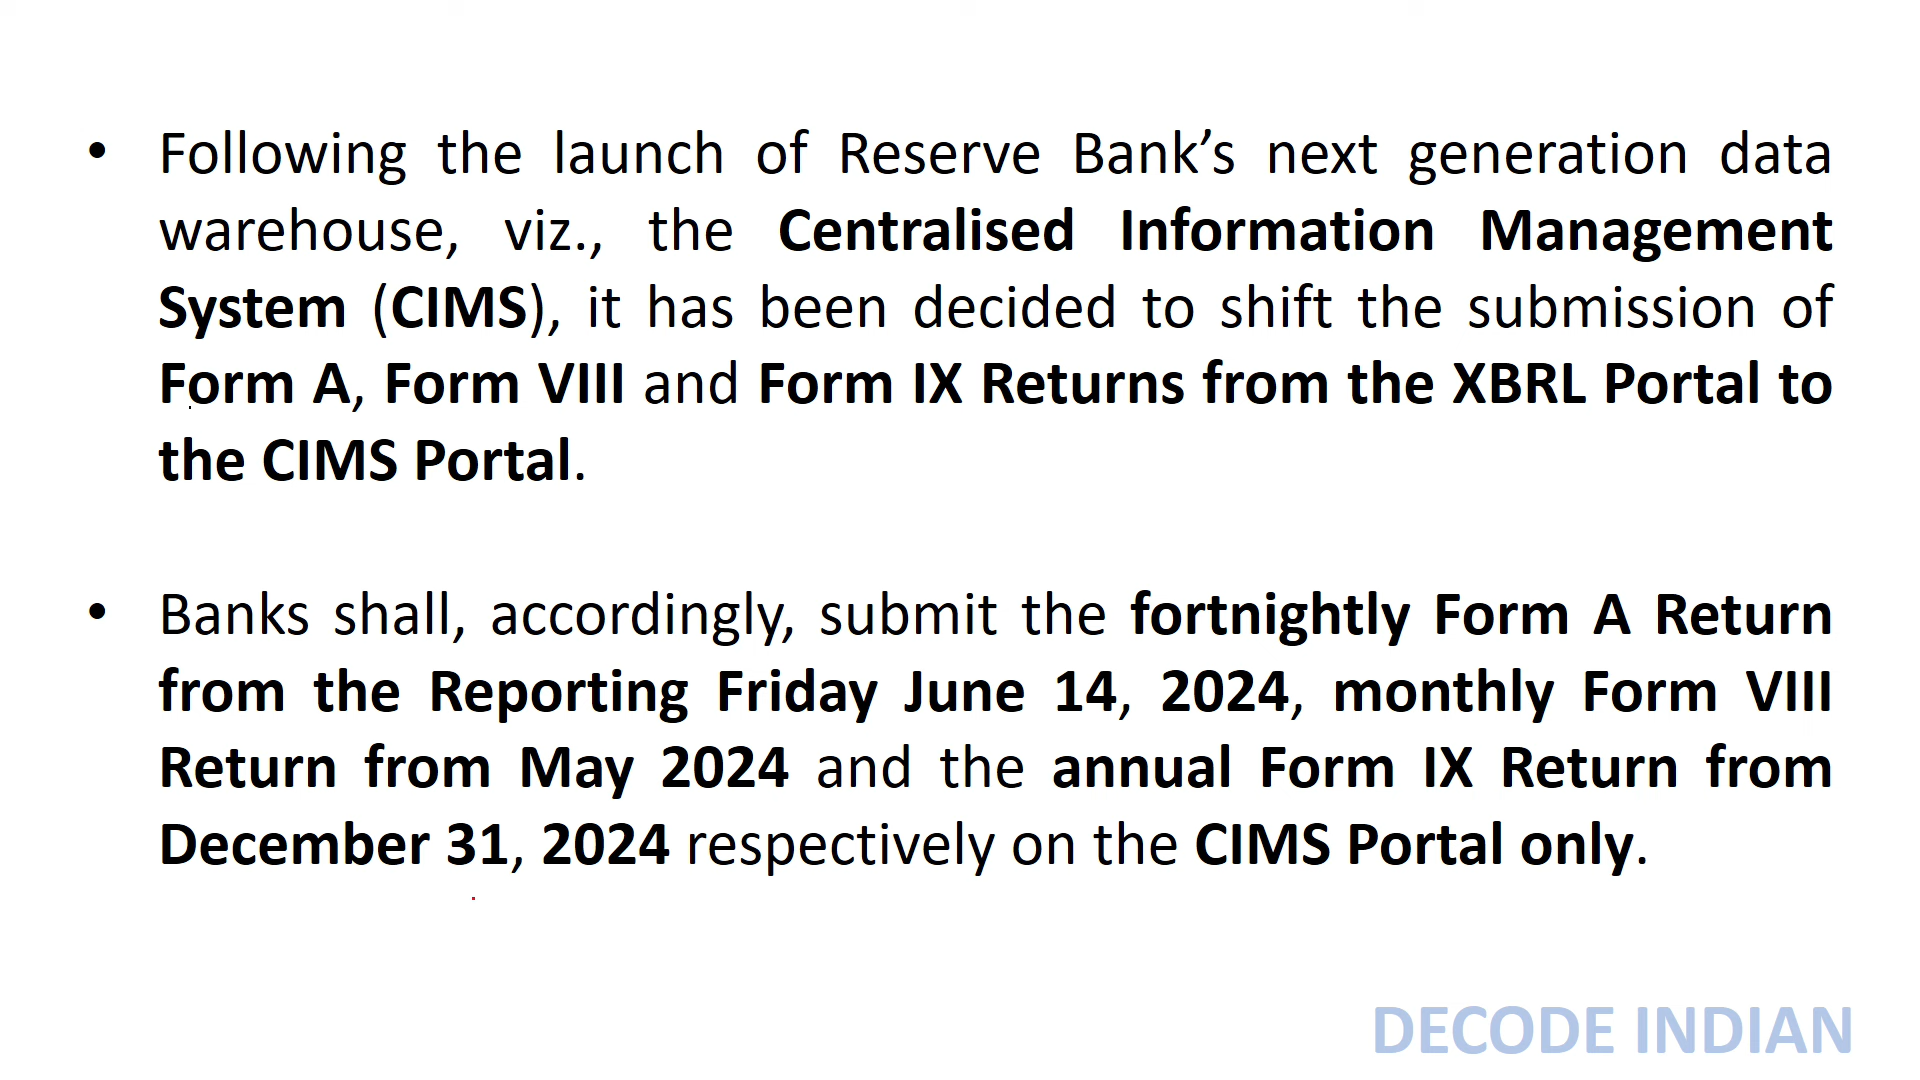 • Following the launch of Reserve Bank’s next generation data
warehouse, viz., the Centralised Information Management
System (CIMS), it has been decided to shift the submission of
Form A, Form VIII and Form IX Returns from the XBRL Portal to
the CIMS Portal.
• Banks shall, accordingly, submit the fortnightly Form A Return
from the Reporting Friday June 14, 2024, monthly Form VIII
Return from May 2024 and the annual Form IX Return from
December 31, 2024 respectively on the CIMS Portal only.
DECODE INDIAN